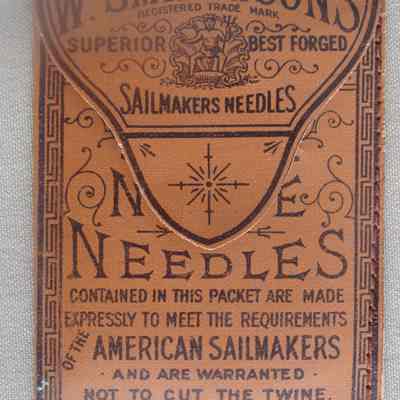 REGISTERED TRADE MARK
SUPERIOR BEST FORGED
SAILMAKERS NEEDLES
NEEDLES
CONTAINED IN THIS PACKET ARE MADE
EXPRESSLY TO MEET THE REQUIREMENTS
OF THE AMERICAN SAILMAKERS
· AND ARE WARRANTED ·
NOT TO CUT THE TWINE.